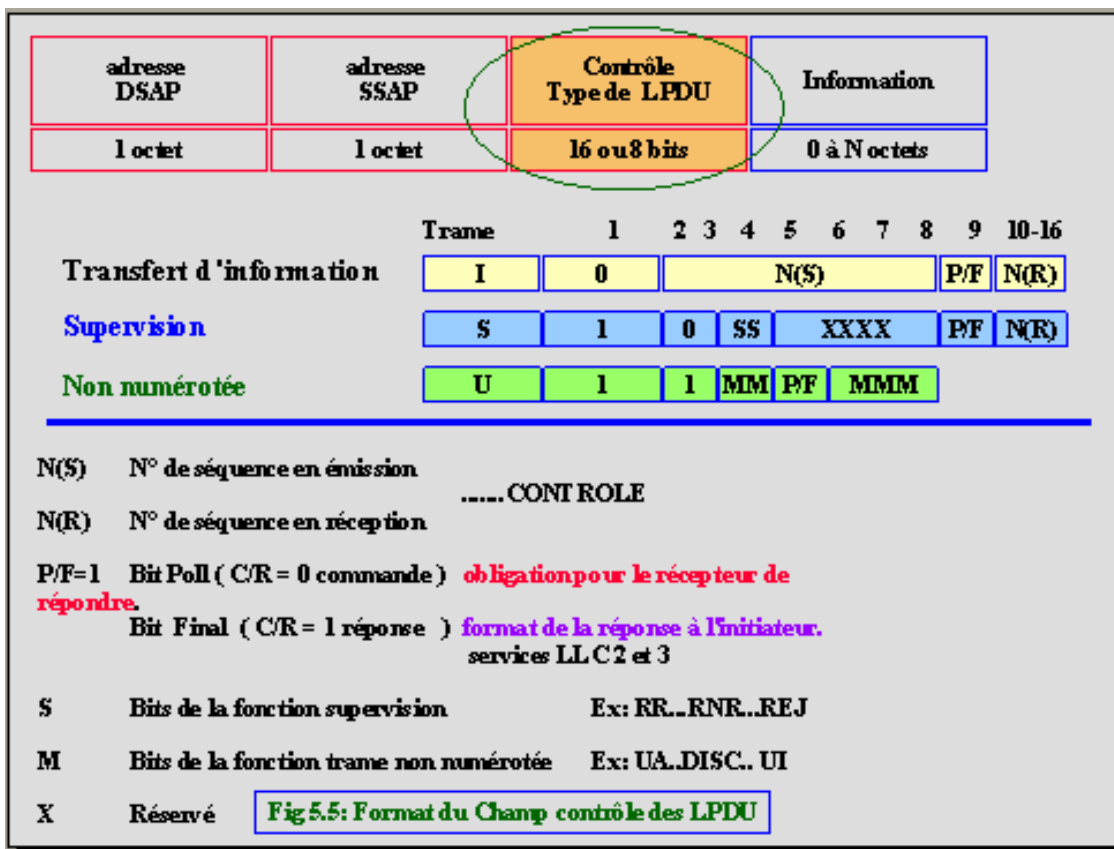 adresse DSAP
adresse SSAP
Contrôle Type de LPDU
Information
1 octet
1 octet
16 ou 8 bits
0 à N octets
Trame 1 2 3 4 5 6 7 8 9 10-16
Transfert d'information I 0 N(S) P/F N(R)
Supervision S 1 0 SS XXXX P/F N(R)
Non numérotée U 1 1 MM P/F MMM
N(S) N° de séquence en émission
......CONTROLE
N(R) N° de séquence en réception
P/F=1 Bit Poll ( C/R = 0 commande ) obligation pour le récepteur de
répondre.
Bit Final ( C/R = 1 réponse ) format de la réponse à l'initiateur.
services LLC 2 et 3
S Bits de la fonction supervision Ex: RR...RNR...REJ
M Bits de la fonction trame non numérotée Ex: UA..DISC.. UI
X Réservé
Fig 5.5: Format du Champ contrôle des LPDU